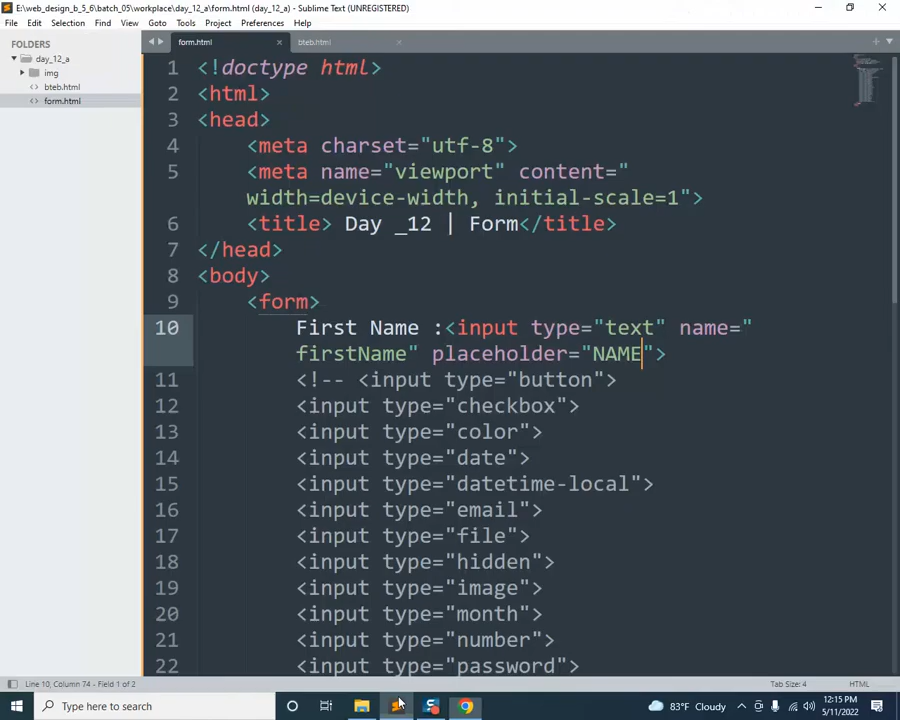 E:\web_design_b_5_6\batch_05\workplace\day_12_a\form.html (day_12_a) - Sublime Text (UNREGISTERED)
File Edit Selection Find View Goto Tools Project Preferences Help
FOLDERS
day_12_a
img
bteb.html
form.html
form.html × bteb.html ×
1 <!doctype html>
2 <html>
3 <head>
4 <meta charset="utf-8">
5 <meta name="viewport" content="
width=device-width, initial-scale=1">
6 <title> Day _12 | Form</title>
7 </head>
8 <body>
9 <form>
10 First Name :<input type="text" name="
firstName" placeholder="NAME">
11 <!-- <input type="button">
12 <input type="checkbox">
13 <input type="color">
14 <input type="date">
15 <input type="datetime-local">
16 <input type="email">
17 <input type="file">
18 <input type="hidden">
19 <input type="image">
20 <input type="month">
21 <input type="number">
22 <input type="password">
Line 10, Column 74 - Field 1 of 2 Tab Size: 4 HTML
Type here to search 83°F Cloudy 12:15 PM
5/11/2022